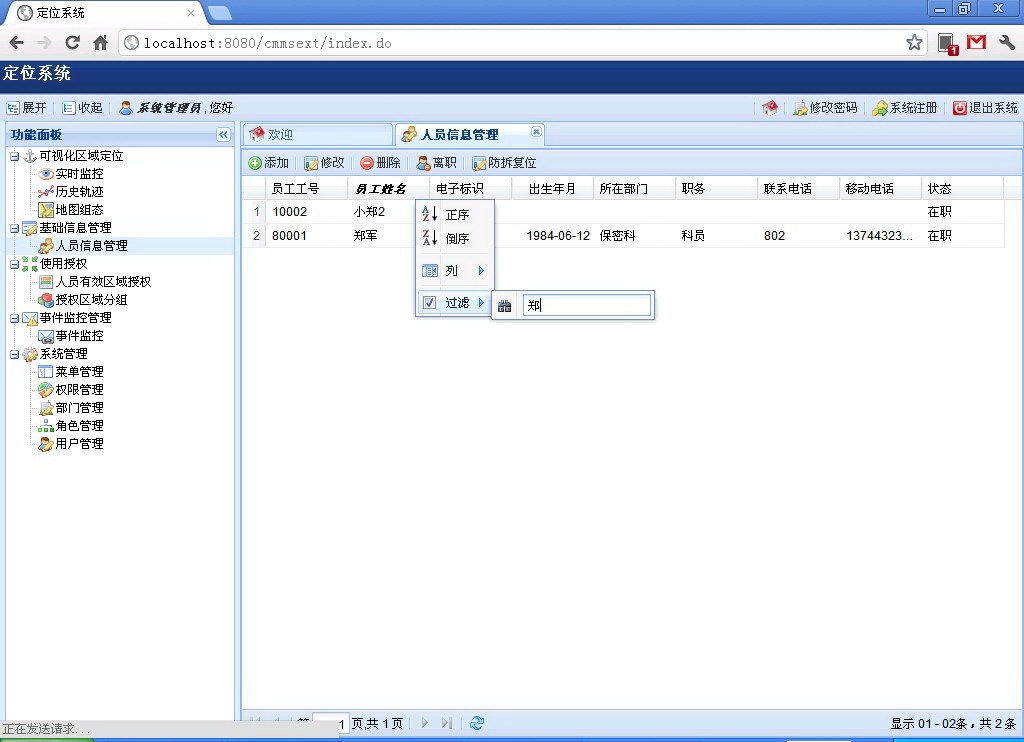 定位系统
localhost:8080/cmmsext/index.do
1
定位系统
展开 收起 系统管理员,您好 修改密码 系统注册 退出系统
功能面板
可视化区域定位
实时监控
历史轨迹
地图组态
基础信息管理
人员信息管理
使用授权
人员有效区域授权
授权区域分组
事件监控管理
事件监控
系统管理
菜单管理
权限管理
部门管理
角色管理
用户管理
欢迎 人员信息管理
添加 修改 删除 离职 防拆复位
员工工号 员工姓名 电子标识 出生年月 所在部门 职务 联系电话 移动电话 状态
1 10002 小郑2 在职
2 80001 郑军 1984-06-12 保密科 科员 802 13744323... 在职
正序
倒序
列
过滤
郑
1 页,共 1 页 显示 01 - 02条，共 2 条
正在发送请求...